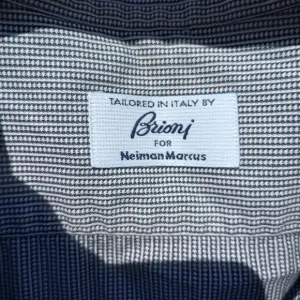 TAILORED IN ITALY BY
Brioni
FOR
Neiman Marcus